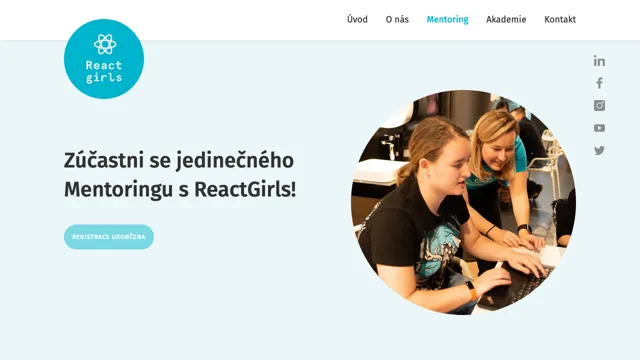 Úvod
O nás
Mentoring
Akademie
Kontakt
React
girls
Zúčastni se jedinečného
Mentoringu s ReactGirls!
REGISTRACE UKONČENA